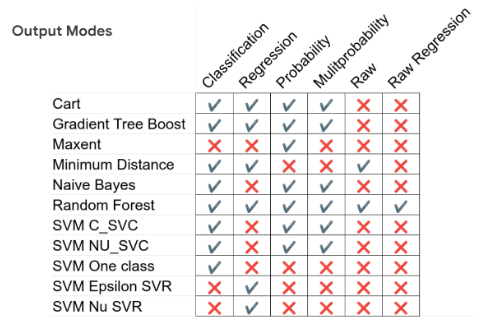 Output Modes
Classification
Regression
Probability
Mulitprobability
Raw
Raw Regression
Cart ✓ ✓ ✓ ✓ ❌ ❌
Gradient Tree Boost ✓ ✓ ✓ ✓ ❌ ❌
Maxent ❌ ❌ ✓ ❌ ❌ ❌
Minimum Distance ✓ ✓ ❌ ❌ ✓ ❌
Naive Bayes ✓ ❌ ✓ ✓ ❌ ❌
Random Forest ✓ ✓ ✓ ✓ ✓ ✓
SVM C_SVC ✓ ❌ ✓ ✓ ❌ ❌
SVM NU_SVC ✓ ❌ ✓ ✓ ❌ ❌
SVM One class ✓ ❌ ❌ ❌ ❌ ❌
SVM Epsilon SVR ❌ ✓ ❌ ❌ ❌ ❌
SVM Nu SVR ❌ ✓ ❌ ❌ ❌ ❌